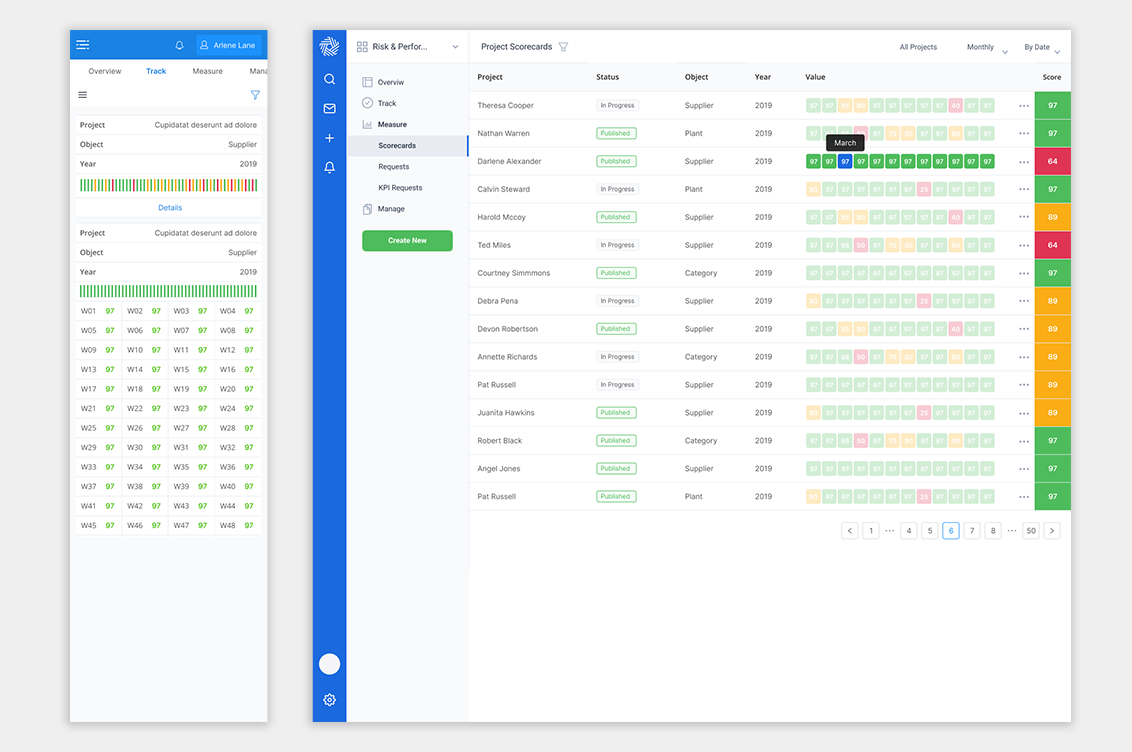 Arlene Lane
Overview Track Measure Mana
Project Cupidatat deserunt ad dolore
Object Supplier
Year 2019
Details
Project Cupidatat deserunt ad dolore
Object Supplier
Year 2019
W01 97 W02 97 W03 97 W04 97
W05 97 W06 97 W07 97 W08 97
W09 97 W10 97 W11 97 W12 97
W13 97 W14 97 W15 97 W16 97
W17 97 W18 97 W19 97 W20 97
W21 97 W22 97 W23 97 W24 97
W25 97 W26 97 W27 97 W28 97
W29 97 W30 97 W31 97 W32 97
W33 97 W34 97 W35 97 W36 97
W37 97 W38 97 W39 97 W40 97
W41 97 W42 97 W43 97 W44 97
W45 97 W46 97 W47 97 W48 97
Risk & Perfor...
Overviw
Track
Measure
Scorecards
Requests
KPI Requests
Manage
Create New
Project Scorecards All Projects Monthly By Date
Project Status Object Year Value Score
Theresa Cooper In Progress Supplier 2019 97 97 97 97 97 97 97 40 97 97 97
Nathan Warren Published Plant 2019 97 97 97 97 97 97 97 97
March
Darlene Alexander Published Supplier 2019 97 97 97 97 97 97 97 97 97 97 97 97 64
Calvin Steward In Progress Plant 2019 97 97 97 97 97 97 25 97 97 97 97 97
Harold Mccoy Published Supplier 2019 97 97 97 97 97 97 97 40 97 97 89
Ted Miles In Progress Supplier 2019 97 97 50 97 97 97 97 97 64
Courtney Simmmons Published Category 2019 97 97 97 97 97 97 97 97 97 97 97 97 97
Debra Pena In Progress Supplier 2019 97 97 97 97 97 97 25 97 97 97 97 89
Devon Robertson Published Supplier 2019 97 97 97 97 97 97 97 40 97 97 89
Annette Richards In Progress Category 2019 97 97 50 97 97 97 97 97 89
Pat Russell In Progress Supplier 2019 97 97 97 97 97 97 97 97 97 97 97 97 89
Juanita Hawkins Published Supplier 2019 97 97 97 97 97 97 25 97 97 97 97 89
Robert Black Published Category 2019 97 97 50 97 97 97 97 97 97
Angel Jones Published Supplier 2019 97 97 97 97 97 97 97 97 97 97 97 97 97
Pat Russell Published Plant 2019 97 97 97 97 97 97 25 97 97 97 97 97
< 1 ••• 4 5 6 7 8 ••• 50 >